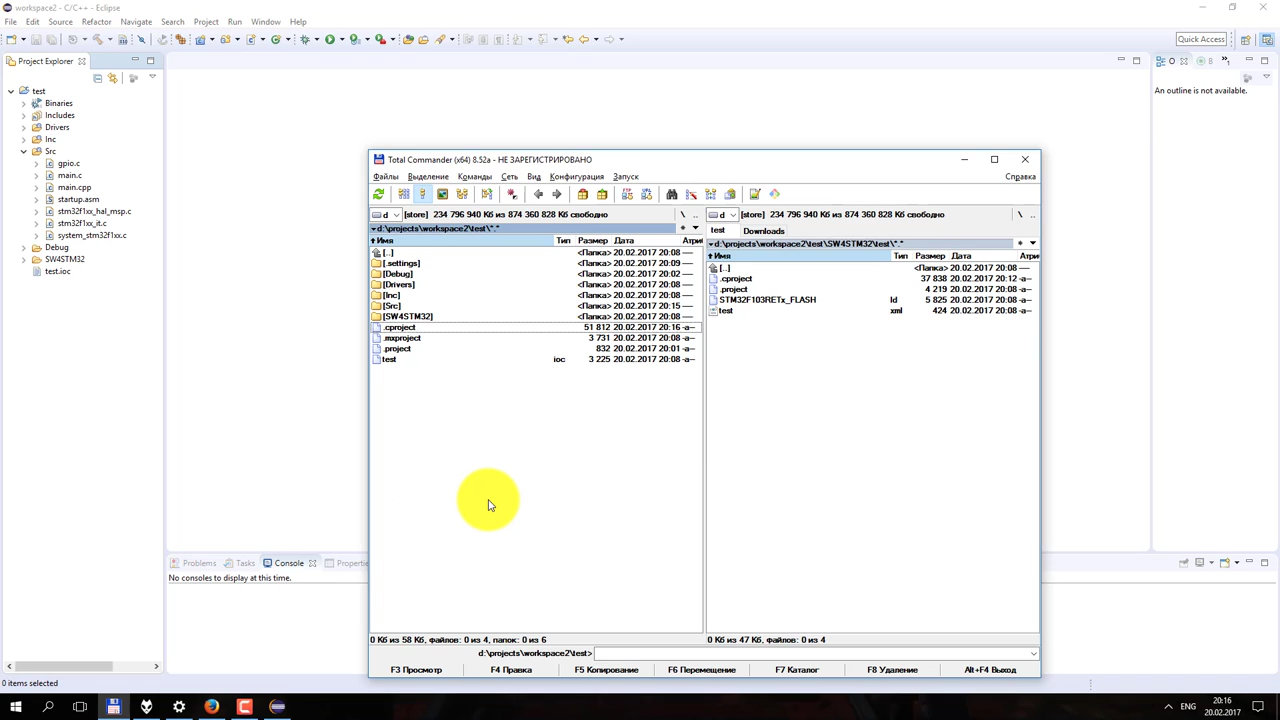 workspace2 - C/C++ - Eclipse
File Edit Source Refactor Navigate Search Project Run Window Help
Quick Access
Project Explorer
test
Binaries
Includes
Drivers
Inc
Src
gpio.c
main.c
main.cpp
startup.asm
stm32f1xx_hal_msp.c
stm32f1xx_it.c
system_stm32f1xx.c
Debug
SW4STM32
test.ioc
O
B
An outline is not available.
Total Commander (x64) 8.52a - НЕ ЗАРЕГИСТРИРОВАНО
Файлы Выделение Команды Сеть Вид Конфигурация Запуск Справка
d [store] 234 796 940 Кб из 874 360 828 Кб свободно \ ..
d:\projects\workspace2\test\*.*
Имя Тип Размер Дата Атри
[..] <Папка> 20.02.2017 20:08 ----
[.settings] <Папка> 20.02.2017 20:09 ----
[Debug] <Папка> 20.02.2017 20:02 ----
[Drivers] <Папка> 20.02.2017 20:08 ----
[Inc] <Папка> 20.02.2017 20:08 ----
[Src] <Папка> 20.02.2017 20:15 ----
[SW4STM32] <Папка> 20.02.2017 20:08 ----
.cproject 51 812 20.02.2017 20:16 -a--
.mxproject 3 731 20.02.2017 20:08 -a--
.project 832 20.02.2017 20:01 -a--
test ioc 3 225 20.02.2017 20:08 -a--
0 Кб из 58 Кб, файлов: 0 из 4, папок: 0 из 6
d [store] 234 796 940 Кб из 874 360 828 Кб свободно \ ..
test Downloads
d:\projects\workspace2\test\SW4STM32\test\*.*
Имя Тип Размер Дата Атри
[..] <Папка> 20.02.2017 20:08 ----
.cproject 37 838 20.02.2017 20:12 -a--
.project 4 219 20.02.2017 20:08 -a--
STM32F103RETx_FLASH ld 5 825 20.02.2017 20:08 -a--
test xml 424 20.02.2017 20:08 -a--
0 Кб из 47 Кб, файлов: 0 из 4
d:\projects\workspace2\test>
F3 Просмотр F4 Правка F5 Копирование F6 Перемещение F7 Каталог F8 Удаление Alt+F4 Выход
Problems Tasks Console Properti
No consoles to display at this time.
0 items selected
ENG
20:16
20.02.2017